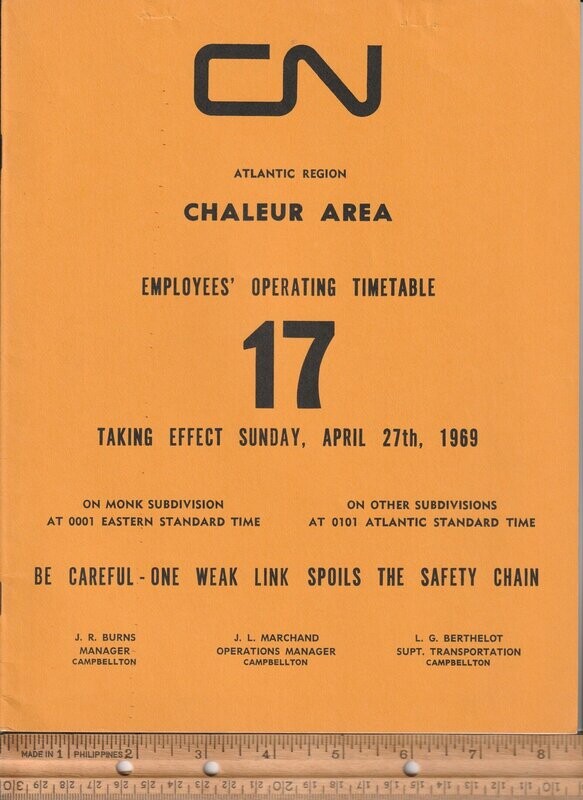 CN
ATLANTIC REGION
CHALEUR AREA
EMPLOYEES' OPERATING TIMETABLE
17
TAKING EFFECT SUNDAY, APRIL 27th, 1969
ON MONK SUBDIVISION
AT 0001 EASTERN STANDARD TIME
ON OTHER SUBDIVISIONS
AT 0101 ATLANTIC STANDARD TIME
BE CAREFUL - ONE WEAK LINK SPOILS THE SAFETY CHAIN
J. R. BURNS
MANAGER
CAMPBELLTON
J. L. MARCHAND
OPERATIONS MANAGER
CAMPBELLTON
L. G. BERTHELOT
SUPT. TRANSPORTATION
CAMPBELLTON
MADE IN 1 PHILIPPINES 2 3 4 5 6 7 8